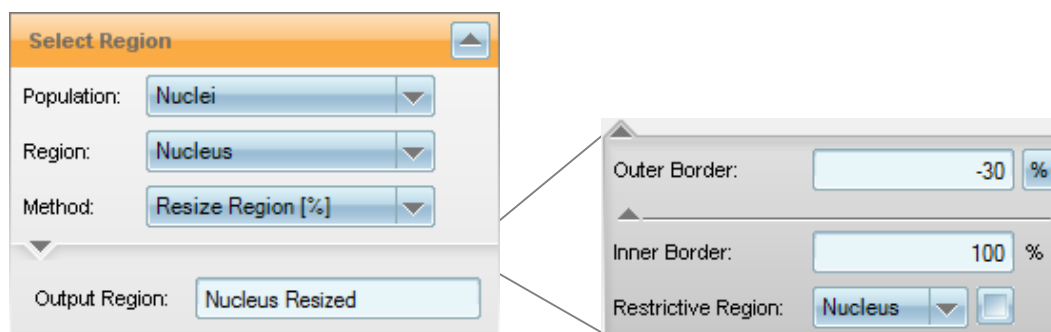 Select Region
Population: Nuclei
Region: Nucleus
Method: Resize Region [%]
Output Region: Nucleus Resized
Outer Border: -30 %
Inner Border: 100 %
Restrictive Region: Nucleus